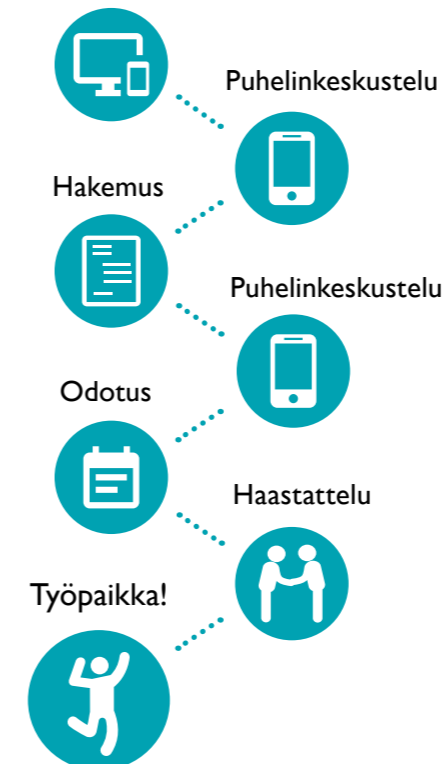 Puhelinkeskustelu
Hakemus
Puhelinkeskustelu
Odotus
Haastattelu
Työpaikka!